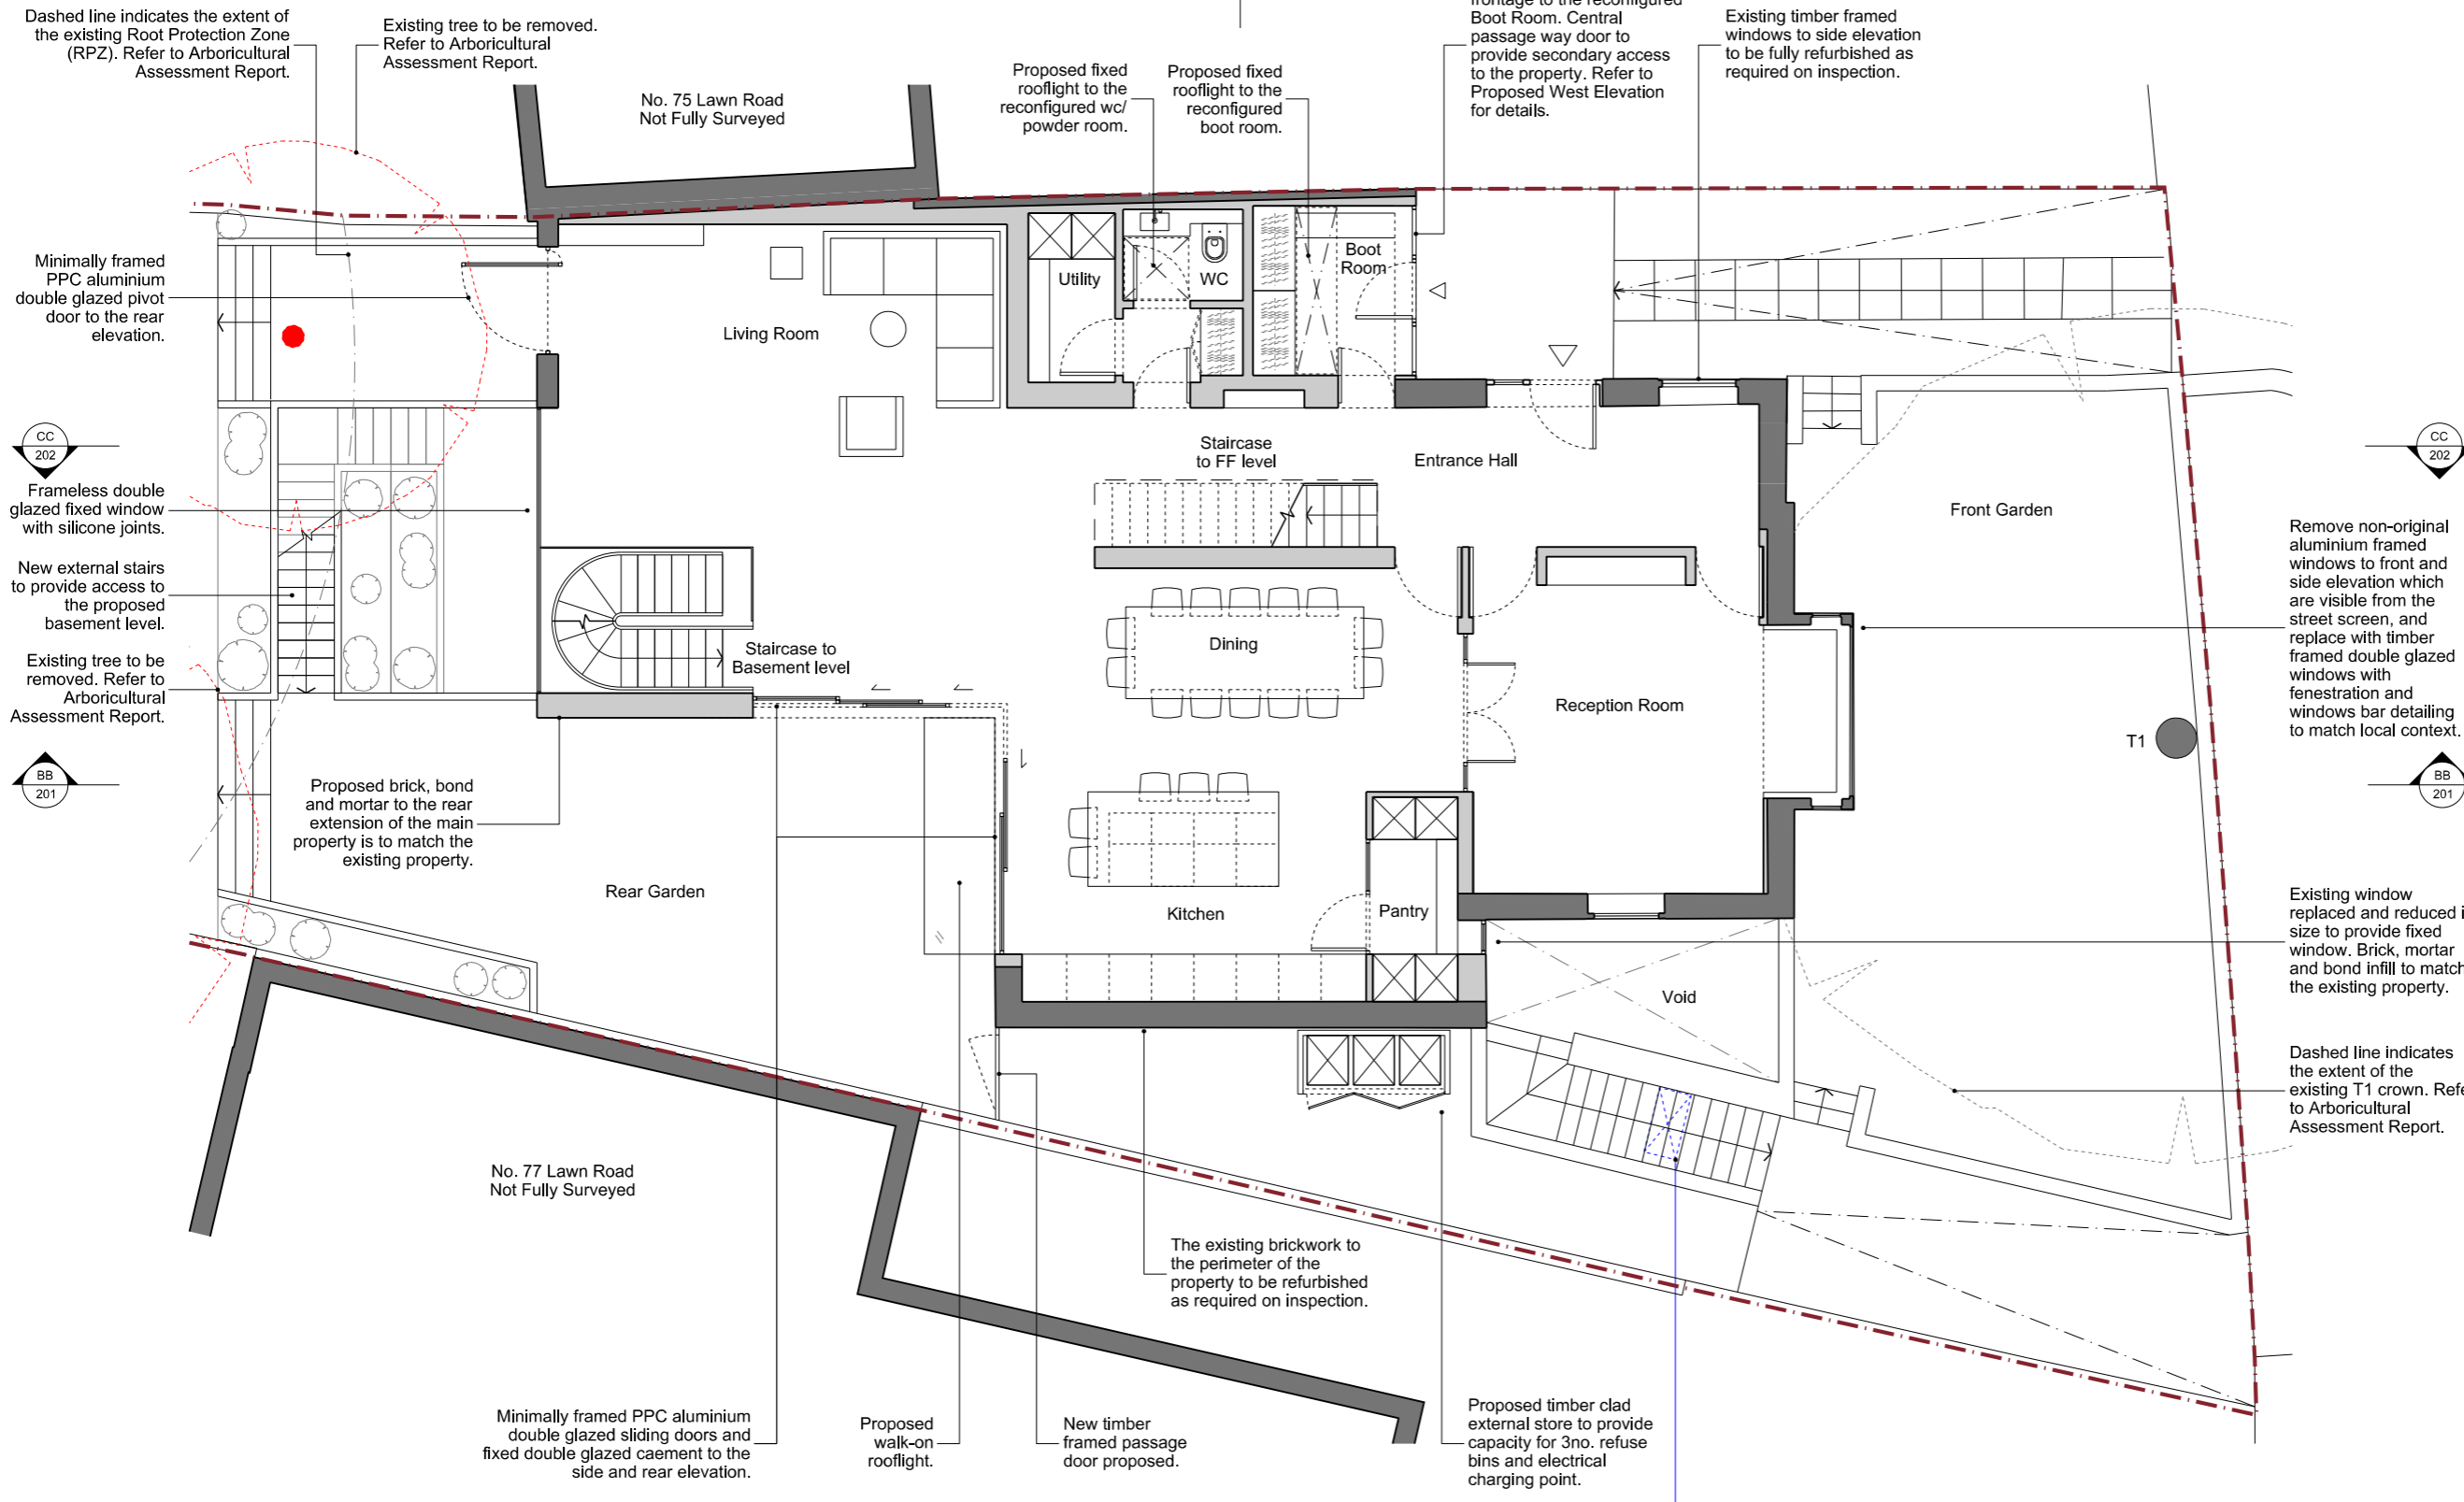 Dashed line indicates the extent of
the existing Root Protection Zone
(RPZ). Refer to Arboricultural
Assessment Report.
Existing tree to be removed.
Refer to Arboricultural
Assessment Report.
No. 75 Lawn Road
Not Fully Surveyed
Proposed fixed
rooflight to the
reconfigured wc/
powder room.
Proposed fixed
rooflight to the
reconfigured
boot room.
frontage to the reconfigured
Boot Room. Central
passage way door to
provide secondary access
to the property. Refer to
Proposed West Elevation
for details.
Existing timber framed
windows to side elevation
to be fully refurbished as
required on inspection.
Minimally framed
PPC aluminium
double glazed pivot
door to the rear
elevation.
Living Room
Utility
WC
Boot
Room
CC
202
Frameless double
glazed fixed window
with silicone joints.
New external stairs
to provide access to
the proposed
basement level.
Existing tree to be
removed. Refer to
Arboricultural
Assessment Report.
BB
201
Staircase
to FF level
Entrance Hall
Front Garden
CC
202
Remove non-original
aluminium framed
windows to front and
side elevation which
are visible from the
street screen, and
replace with timber
framed double glazed
windows with
fenestration and
windows bar detailing
to match local context.
Staircase to
Basement level
Dining
Reception Room
T1
BB
201
Proposed brick, bond
and mortar to the rear
extension of the main
property is to match the
existing property.
Rear Garden
Kitchen
Pantry
Void
Existing window
replaced and reduced i
size to provide fixed
window. Brick, mortar
and bond infill to match
the existing property.
Dashed line indicates
the extent of the
existing T1 crown. Refe
to Arboricultural
Assessment Report.
No. 77 Lawn Road
Not Fully Surveyed
The existing brickwork to
the perimeter of the
property to be refurbished
as required on inspection.
Minimally framed PPC aluminium
double glazed sliding doors and
fixed double glazed caement to the
side and rear elevation.
Proposed
walk-on
rooflight.
New timber
framed passage
door proposed.
Proposed timber clad
external store to provide
capacity for 3no. refuse
bins and electrical
charging point.